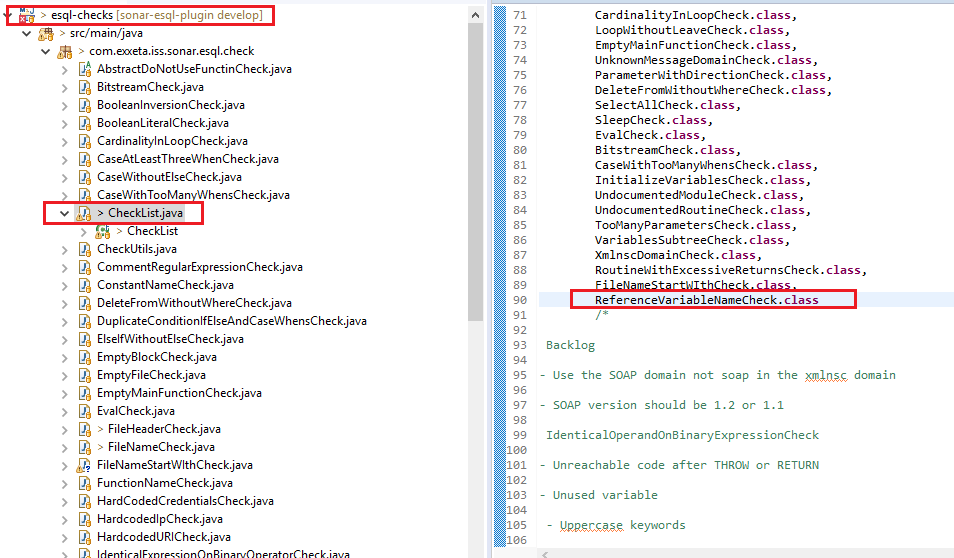 > esql-checks [sonar-esql-plugin develop]
> src/main/java
> com.exxeta.iss.sonar.esql.check
AbstractDoNotUseFunctinCheck.java
BitstreamCheck.java
BooleanInversionCheck.java
BooleanLiteralCheck.java
CardinalityInLoopCheck.java
CaseAtLeastThreeWhenCheck.java
CaseWithoutElseCheck.java
CaseWithTooManyWhensCheck.java
> CheckList.java
> CheckList
CheckUtils.java
CommentRegularExpressionCheck.java
ConstantNameCheck.java
DeleteFromWithoutWhereCheck.java
DuplicateConditionIfElseAndCaseWhensCheck.java
ElseIfWithoutElseCheck.java
EmptyBlockCheck.java
EmptyFileCheck.java
EmptyMainFunctionCheck.java
EvalCheck.java
> FileHeaderCheck.java
> FileNameCheck.java
FileNameStartWIthCheck.java
FunctionNameCheck.java
HardCodedCredentialsCheck.java
HardcodedIpCheck.java
HardcodedURICheck.java
IdenticalExpressionOnBinaryOperatorCheck.java
71 CardinalityInLoopCheck.class,
72 LoopWithoutLeaveCheck.class,
73 EmptyMainFunctionCheck.class,
74 UnknownMessageDomainCheck.class,
75 ParameterWithDirectionCheck.class,
76 DeleteFromWithoutWhereCheck.class,
77 SelectAllCheck.class,
78 SleepCheck.class,
79 EvalCheck.class,
80 BitstreamCheck.class,
81 CaseWithTooManyWhensCheck.class,
82 InitializeVariablesCheck.class,
83 UndocumentedModuleCheck.class,
84 UndocumentedRoutineCheck.class,
85 TooManyParametersCheck.class,
86 VariablesSubtreeCheck.class,
87 XmlnscDomainCheck.class,
88 RoutineWithExcessiveReturnsCheck.class,
89 FileNameStartWIthCheck.class,
90 ReferenceVariableNameCheck.class
91 /*
92
93 Backlog
94
95 - Use the SOAP domain not soap in the xmlnsc domain
96
97 - SOAP version should be 1.2 or 1.1
98
99 IdenticalOperandOnBinaryExpressionCheck
100
101 - Unreachable code after THROW or RETURN
102
103 - Unused variable
104
105 - Uppercase keywords
106